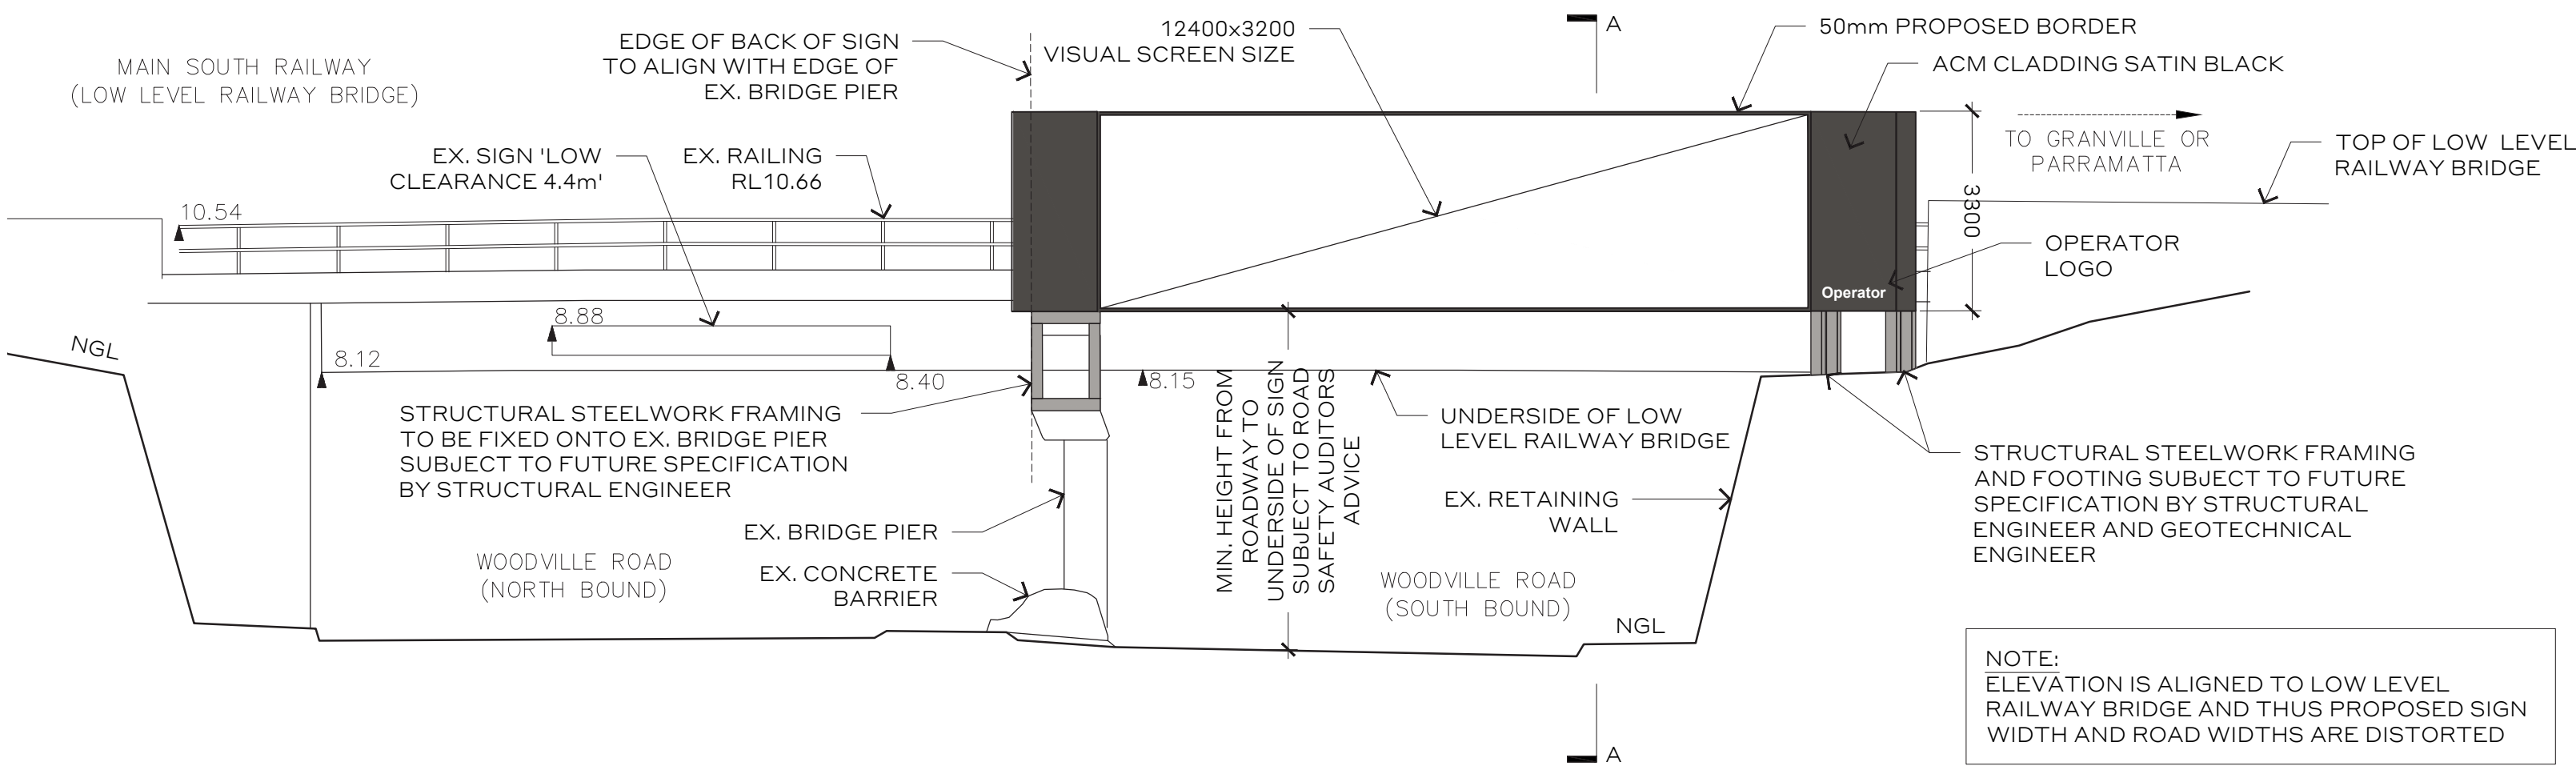 MAIN SOUTH RAILWAY
(LOW LEVEL RAILWAY BRIDGE)
EDGE OF BACK OF SIGN
TO ALIGN WITH EDGE OF
EX. BRIDGE PIER
12400x3200
VISUAL SCREEN SIZE
A
50mm PROPOSED BORDER
ACM CLADDING SATIN BLACK
TO GRANVILLE OR
PARRAMATTA
TOP OF LOW LEVEL
RAILWAY BRIDGE
EX. SIGN 'LOW
CLEARANCE 4.4m'
EX. RAILING
RL10.66
10.54
3300
OPERATOR
LOGO
Operator
8.88
NGL
8.12
8.40
8.15
STRUCTURAL STEELWORK FRAMING
TO BE FIXED ONTO EX. BRIDGE PIER
SUBJECT TO FUTURE SPECIFICATION
BY STRUCTURAL ENGINEER
MIN. HEIGHT FROM
ROADWAY TO
UNDERSIDE OF SIGN
SUBJECT TO ROAD
SAFETY AUDITORS
ADVICE
UNDERSIDE OF LOW
LEVEL RAILWAY BRIDGE
EX. RETAINING
WALL
STRUCTURAL STEELWORK FRAMING
AND FOOTING SUBJECT TO FUTURE
SPECIFICATION BY STRUCTURAL
ENGINEER AND GEOTECHNICAL
ENGINEER
EX. BRIDGE PIER
WOODVILLE ROAD
(NORTH BOUND)
EX. CONCRETE
BARRIER
WOODVILLE ROAD
(SOUTH BOUND)
NGL
NOTE:
ELEVATION IS ALIGNED TO LOW LEVEL
RAILWAY BRIDGE AND THUS PROPOSED SIGN
WIDTH AND ROAD WIDTHS ARE DISTORTED
A